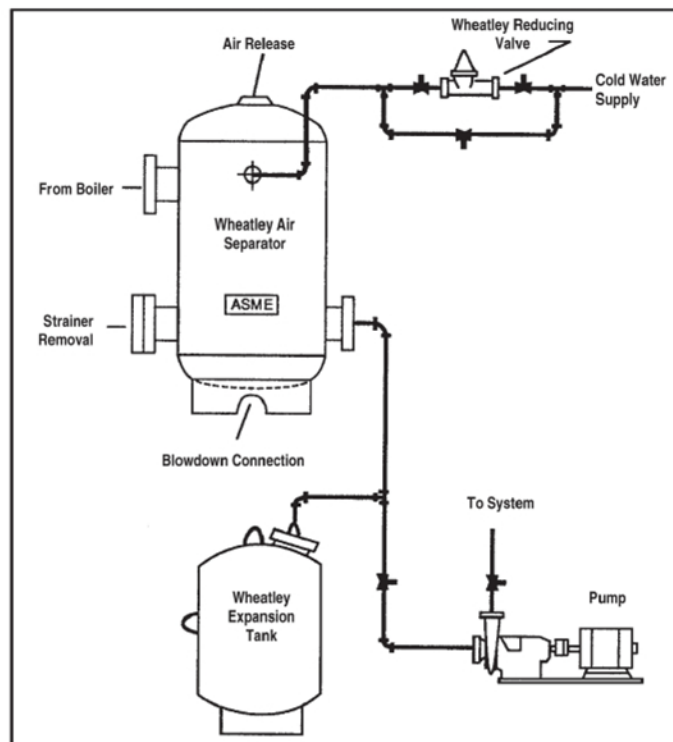 Air Release
Wheatley Reducing
Valve
Cold Water
Supply
From Boiler
Wheatley Air
Separator
ASME
Strainer
Removal
Blowdown Connection
To System
Wheatley
Expansion
Tank
Pump